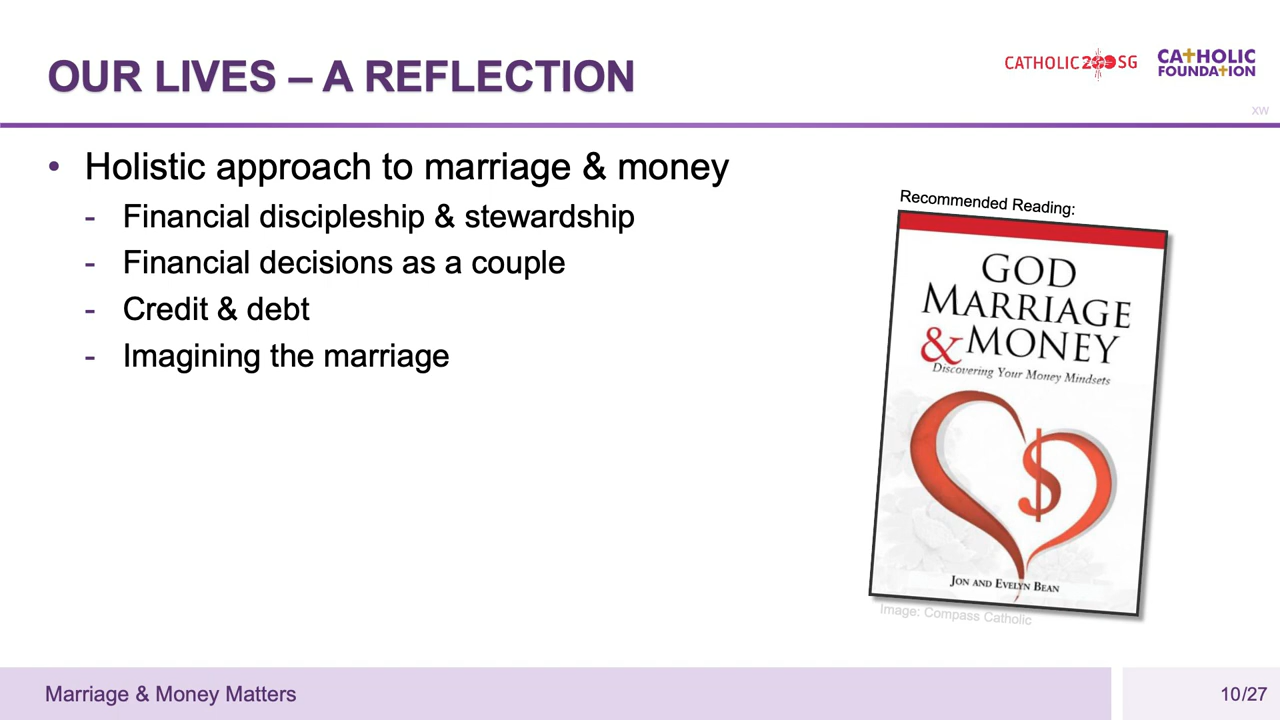 OUR LIVES – A REFLECTION
CATHOLIC200SG
CATHOLIC
FOUNDATION
XW
• Holistic approach to marriage & money
- Financial discipleship & stewardship
- Financial decisions as a couple
- Credit & debt
- Imagining the marriage
Recommended Reading:
GOD
MARRIAGE
& MONEY
Discovering Your Money Mindsets
$
JON AND EVELYN BEAN
Image: Compass Catholic
Marriage & Money Matters
10/27